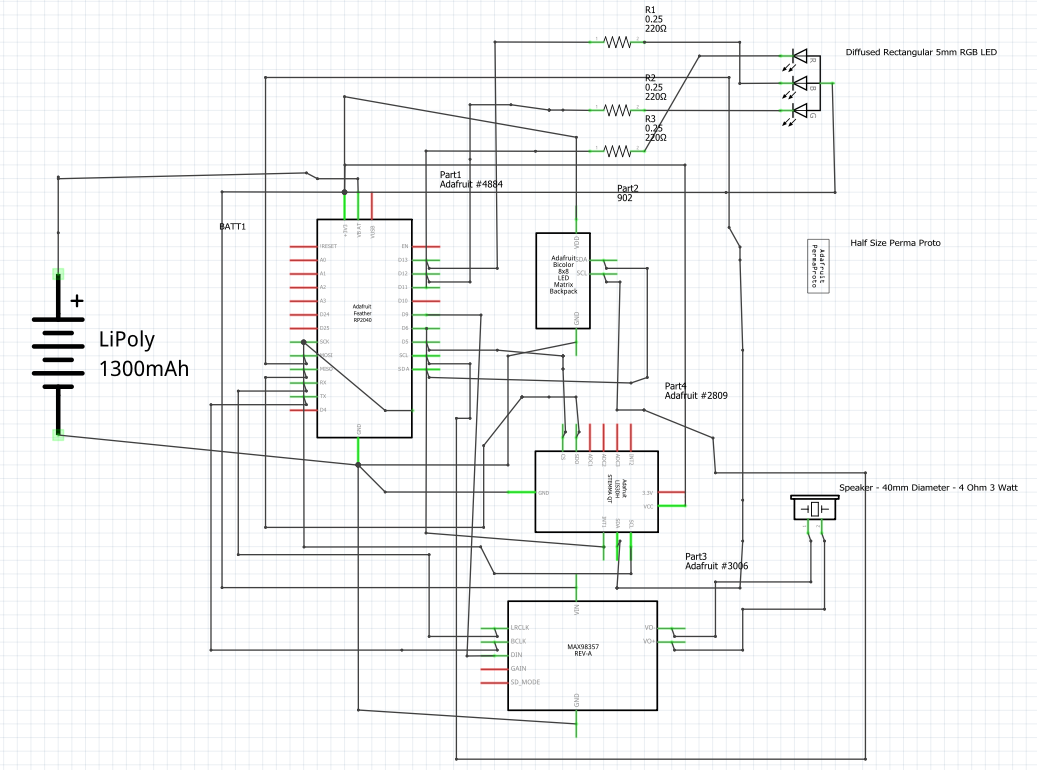 R1
0.25
220Ω
Diffused Rectangular 5mm RGB LED
R
B
G
R2
0.25
220Ω
R3
0.25
220Ω
Part1
Adafruit #4884
Part2
902
BATT1
Half Size Perma Proto
Adafruit
PermaProto
+
LiPoly
1300mAh
+3V3
VBAT
VUSB
!RESET
A0
A1
A2
A3
D24
D25
SCK
MOSI
MISO
RX
TX
D4
EN
D13
D12
D11
D10
D9
D6
D5
SCL
SDA
GND
Adafruit
Feather
RP2040
VDD
SDA
SCL
GND
Adafruit
Bicolor
8x8
LED
Matrix
Backpack
Part4
Adafruit #2809
CS
SDO
ADC1
ADC2
ADC3
INT2
GND
3.3V
VCC
INT1
SDA
SCL
Adafruit
LIS3DH
STEMMA QT
Speaker - 40mm Diameter - 4 Ohm 3 Watt
Part3
Adafruit #3006
VIN
LRCLK
BCLK
DIN
GAIN
SD_MODE
VO-
VO+
GND
MAX98357
REV-A